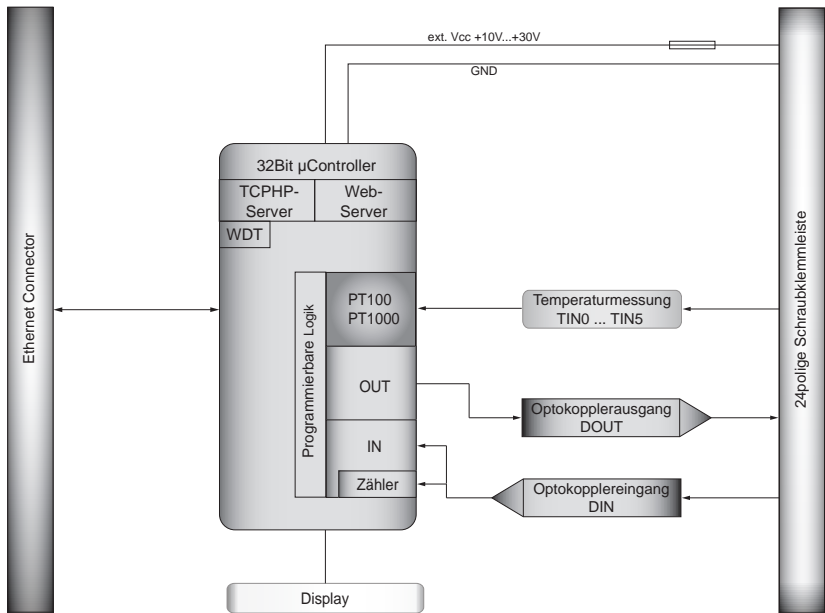 ext. Vcc +10V...+30V
GND
32Bit µController
TCPHP-
Server
Web-
Server
WDT
Ethernet Connector
Programmierbare Logik
PT100
PT1000
Temperaturmessung
TIN0 ... TIN5
24polige Schraubklemmleiste
OUT
Optokopplerausgang
DOUT
IN
Zähler
Optokopplereingang
DIN
Display